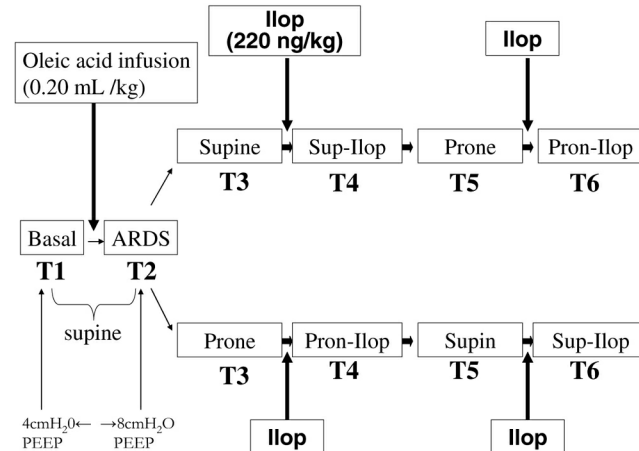 Ilop
(220 ng/kg)
Ilop
Oleic acid infusion
(0.20 mL /kg)
Supine
Sup-Ilop
Prone
Pron-Ilop
T3
T4
T5
T6
Basal
ARDS
T1
T2
supine
Prone
Pron-Ilop
Supin
Sup-Ilop
T3
T4
T5
T6
4cmH₂0← →8cmH₂O
PEEP
PEEP
Ilop
Ilop